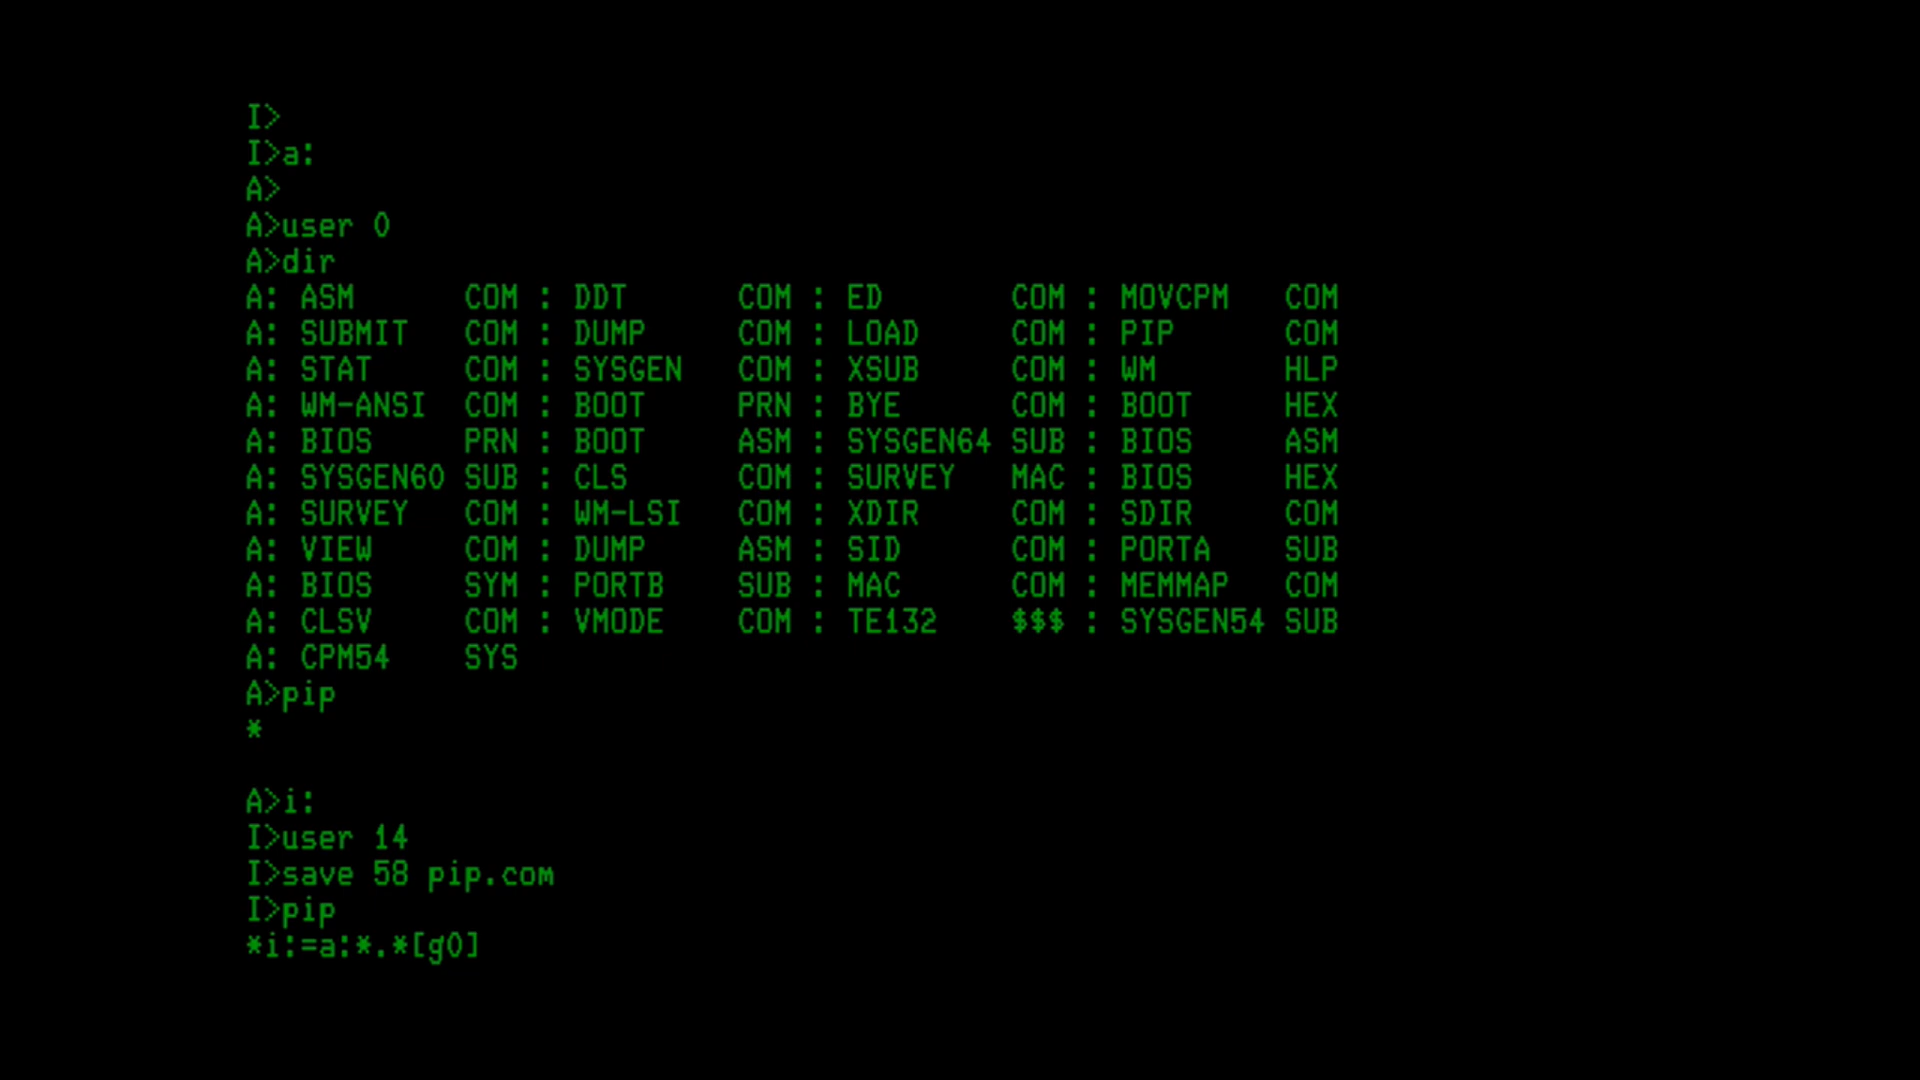 I>
I>a:
A>
A>user 0
A>dir
A: ASM      COM : DDT      COM : ED       COM : MOVCPM   COM
A: SUBMIT   COM : DUMP     COM : LOAD     COM : PIP      COM
A: STAT     COM : SYSGEN   COM : XSUB     COM : WM       HLP
A: WM-ANSI  COM : BOOT     PRN : BYE      COM : BOOT     HEX
A: BIOS     PRN : BOOT     ASM : SYSGEN64 SUB : BIOS     ASM
A: SYSGEN60 SUB : CLS      COM : SURVEY   MAC : BIOS     HEX
A: SURVEY   COM : WM-LSI   COM : XDIR     COM : SDIR     COM
A: VIEW     COM : DUMP     ASM : SID      COM : PORTA    SUB
A: BIOS     SYM : PORTB    SUB : MAC      COM : MEMMAP   COM
A: CLSV     COM : VMODE    COM : TE132    $$$ : SYSGEN54 SUB
A: CPM54    SYS
A>pip
*
A>i:
I>user 14
I>save 58 pip.com
I>pip
*i:=a:*.*[g0]